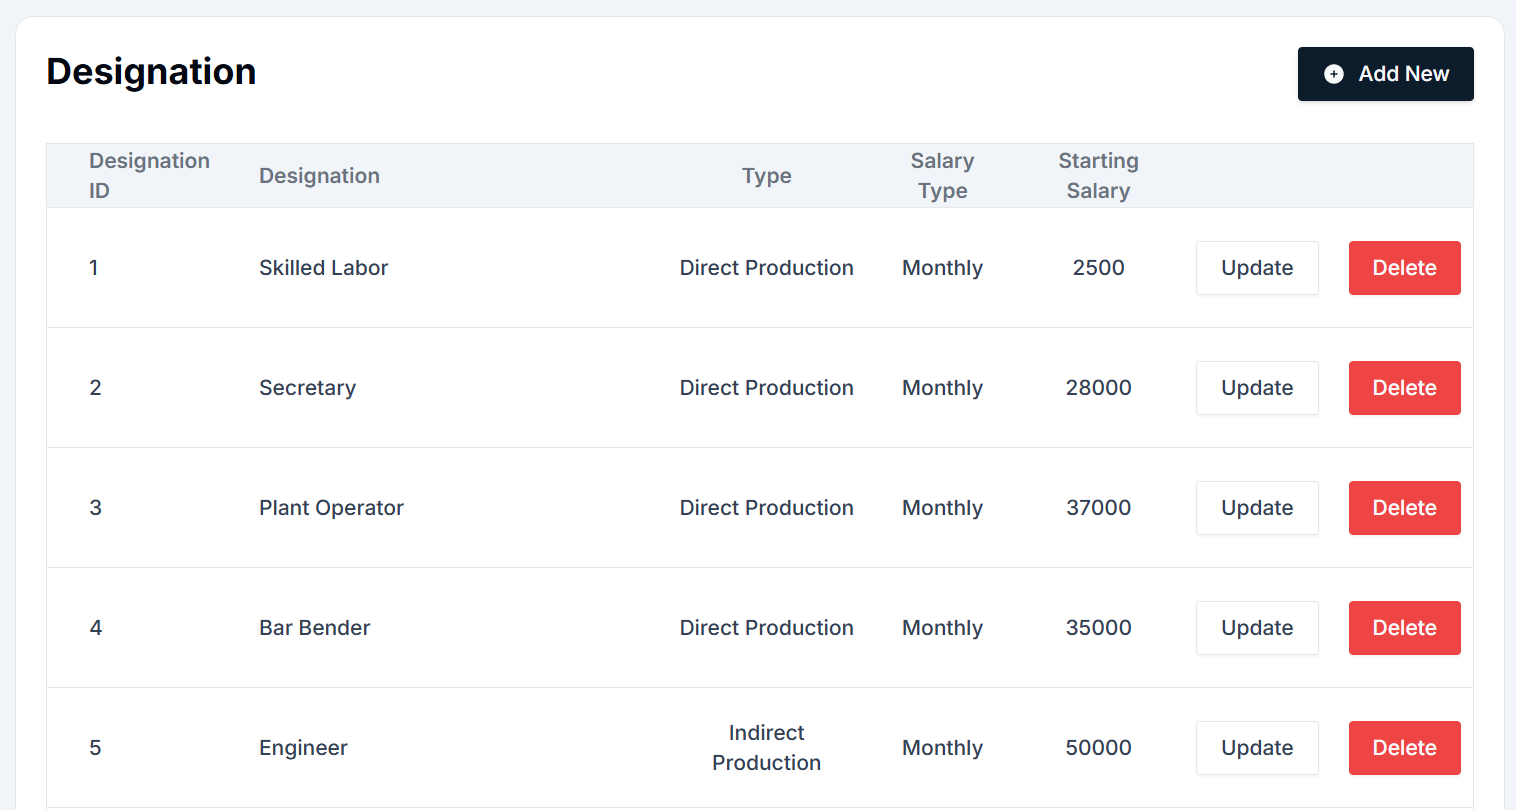 Designation
Add New
Designation ID Designation Type Salary Type Starting Salary
1 Skilled Labor Direct Production Monthly 2500 Update Delete
2 Secretary Direct Production Monthly 28000 Update Delete
3 Plant Operator Direct Production Monthly 37000 Update Delete
4 Bar Bender Direct Production Monthly 35000 Update Delete
5 Engineer Indirect Production Monthly 50000 Update Delete